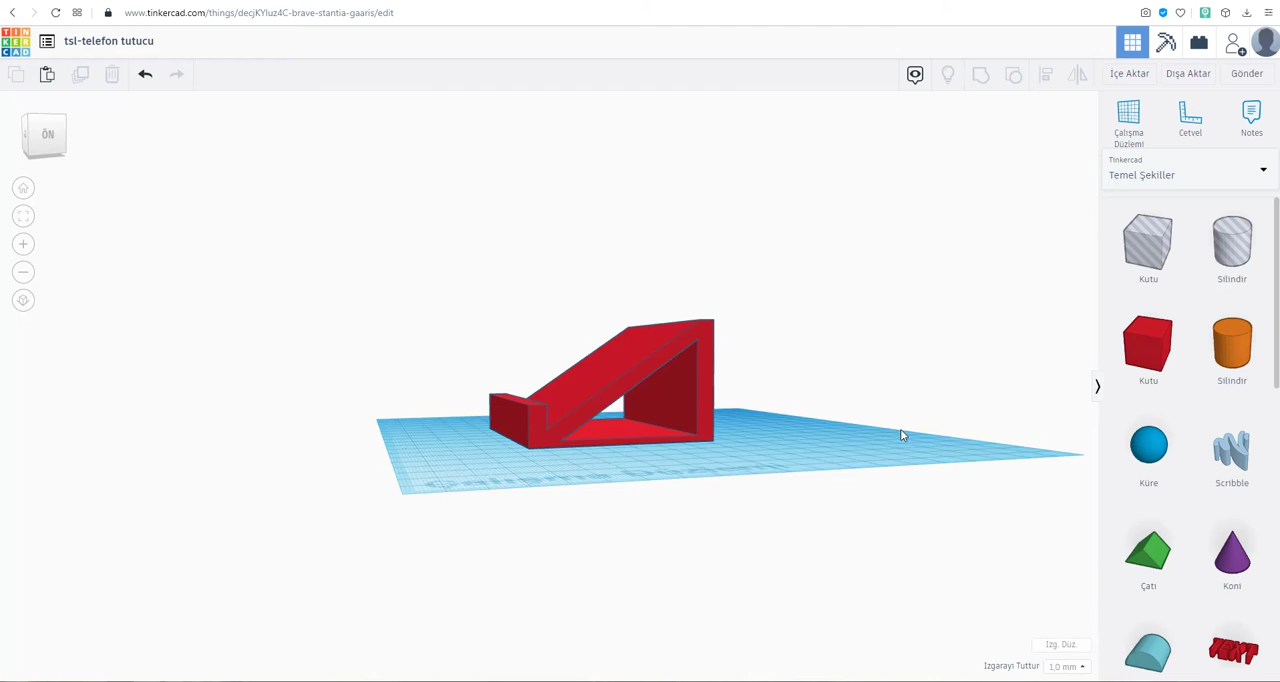 www.tinkercad.com/things/decjKYluz4C-brave-stantia-gaaris/edit
TIN
KER
CAD
tsl-telefon tutucu
İçe Aktar
Dışa Aktar
Gönder
ÖN
Çalışma
Düzlemi
Cetvel
Notes
Tinkercad
Temel Şekiller
Kutu
Silindir
Kutu
Silindir
Küre
Scribble
Çatı
Koni
TEXT
Izg. Düz.
Izgarayı Tuttur
1,0 mm